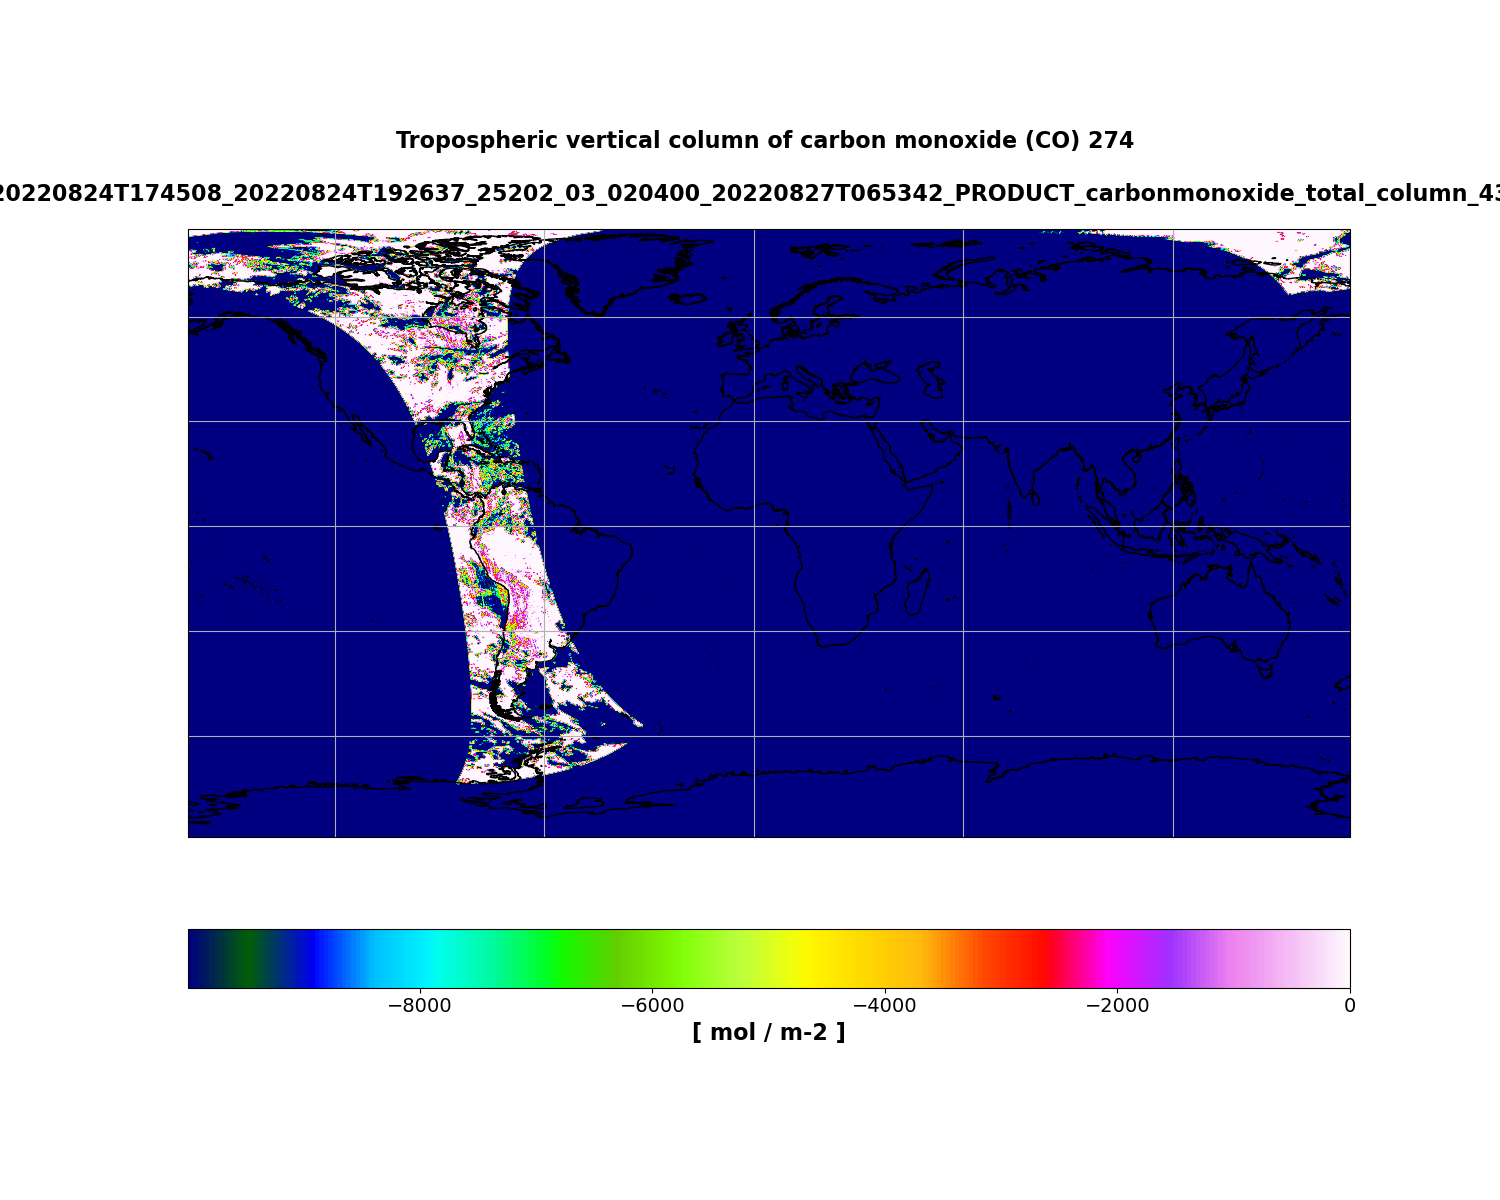 Tropospheric vertical column of carbon monoxide (CO) 274
20220824T174508_20220824T192637_25202_03_020400_20220827T065342_PRODUCT_carbonmonoxide_total_column_43
−8000 −6000 −4000 −2000 0
[ mol / m-2 ]